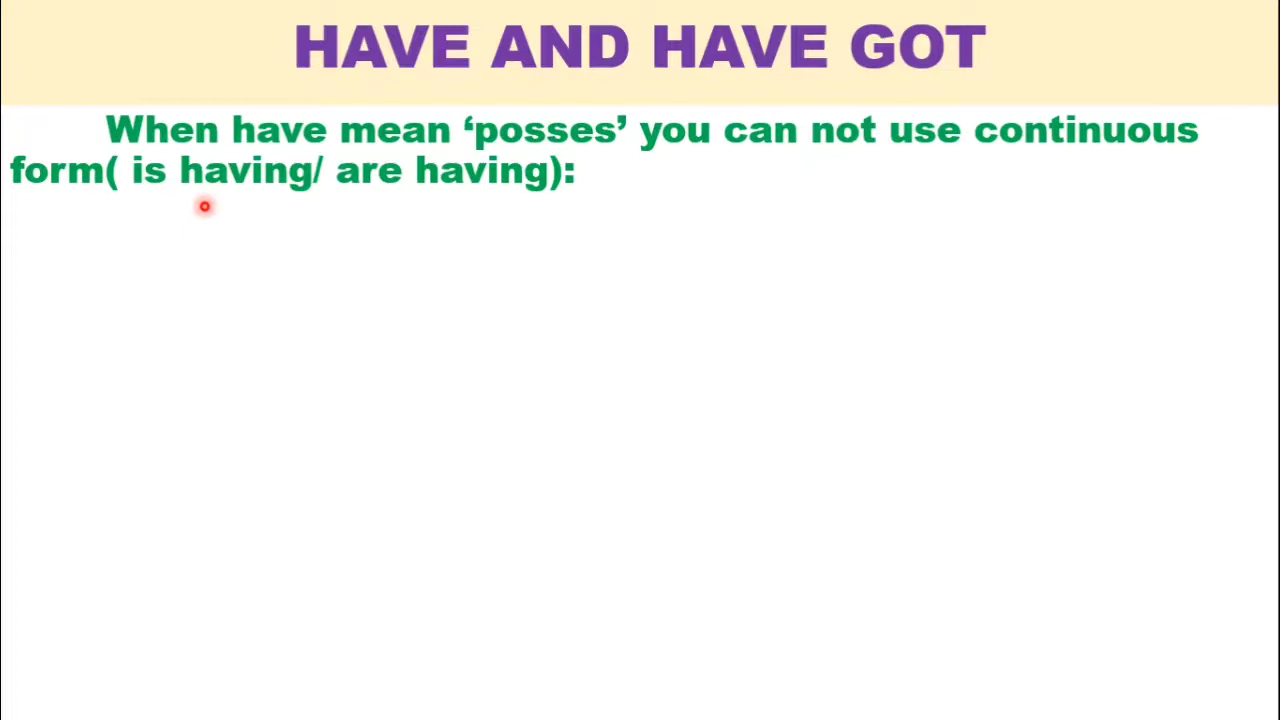 HAVE AND HAVE GOT
When have mean ‘posses’ you can not use continuous
form( is having/ are having):